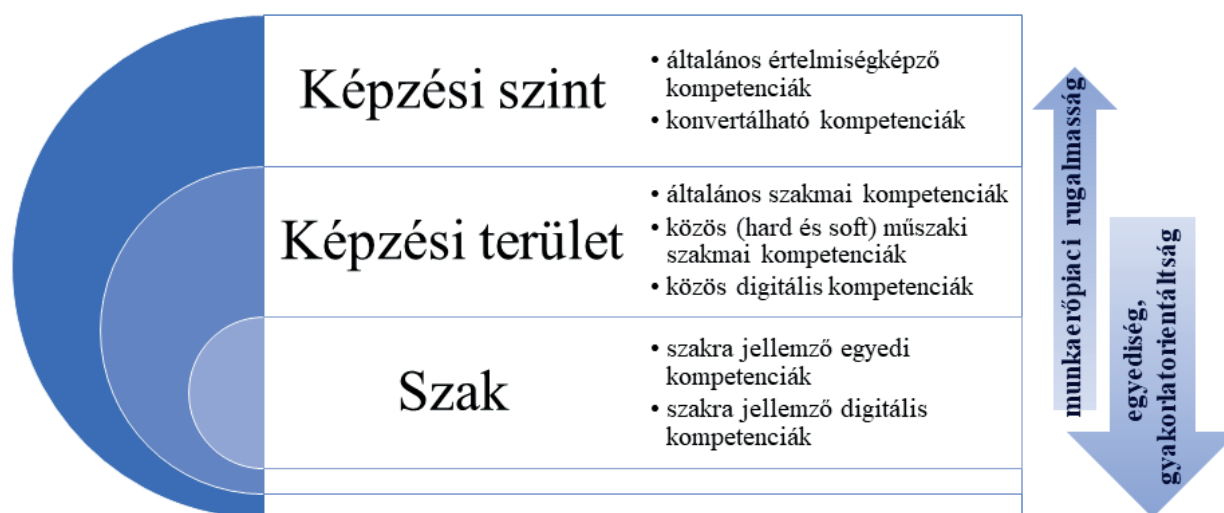 Képzési szint
• általános értelmiségképző
kompetenciák
• konvertálható kompetenciák
Képzési terület
• általános szakmai kompetenciák
• közös (hard és soft) műszaki
szakmai kompetenciák
• közös digitális kompetenciák
Szak
• szakra jellemző egyedi
kompetenciák
• szakra jellemző digitális
kompetenciák
munkaerőpiaci rugalmasság
egyediség,
gyakorlatorientáltság